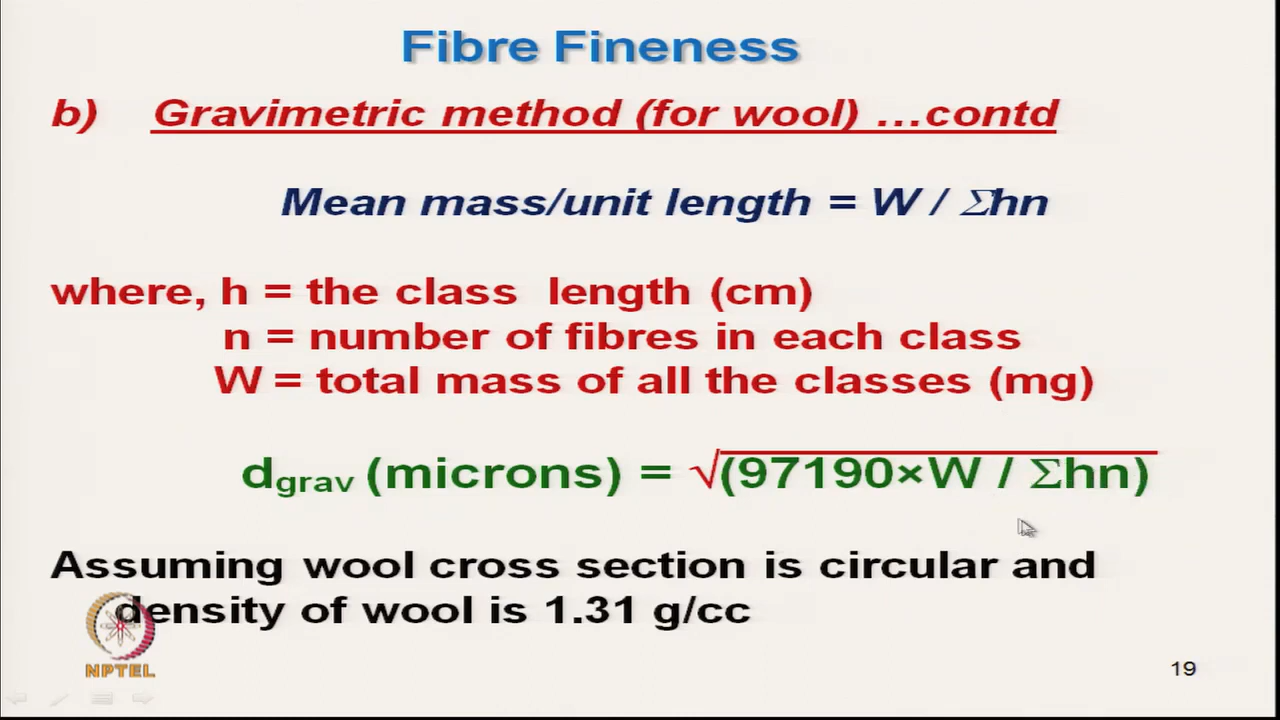 Fibre Fineness
b) Gravimetric method (for wool) ...contd
Mean mass/unit length = W / Σhn
where, h = the class length (cm)
n = number of fibres in each class
W = total mass of all the classes (mg)
dgrav (microns) = √(97190×W / Σhn)
Assuming wool cross section is circular and
density of wool is 1.31 g/cc
NPTEL
19